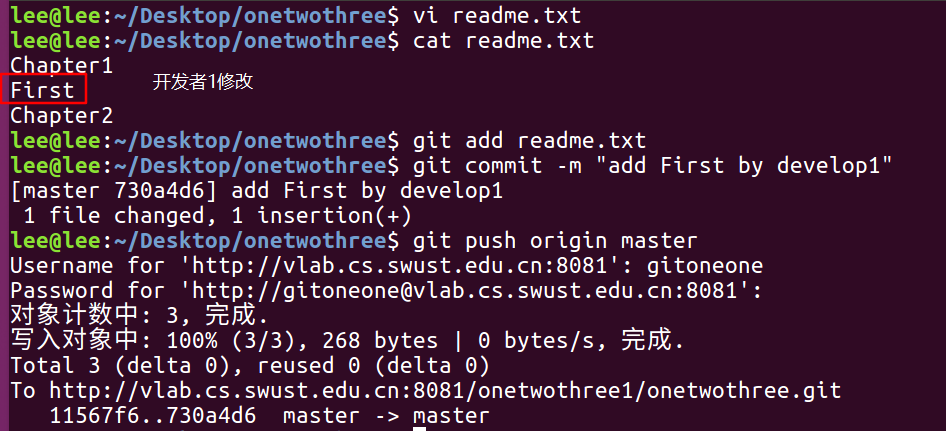 lee@lee:~/Desktop/onetwothree$ vi readme.txt
lee@lee:~/Desktop/onetwothree$ cat readme.txt
Chapter1
First
开发者1修改
Chapter2
lee@lee:~/Desktop/onetwothree$ git add readme.txt
lee@lee:~/Desktop/onetwothree$ git commit -m "add First by develop1"
[master 730a4d6] add First by develop1
 1 file changed, 1 insertion(+)
lee@lee:~/Desktop/onetwothree$ git push origin master
Username for 'http://vlab.cs.swust.edu.cn:8081': gitoneone
Password for 'http://gitoneone@vlab.cs.swust.edu.cn:8081':
对象计数中: 3, 完成.
写入对象中: 100% (3/3), 268 bytes | 0 bytes/s, 完成.
Total 3 (delta 0), reused 0 (delta 0)
To http://vlab.cs.swust.edu.cn:8081/onetwothree1/onetwothree.git
   11567f6..730a4d6  master -> master